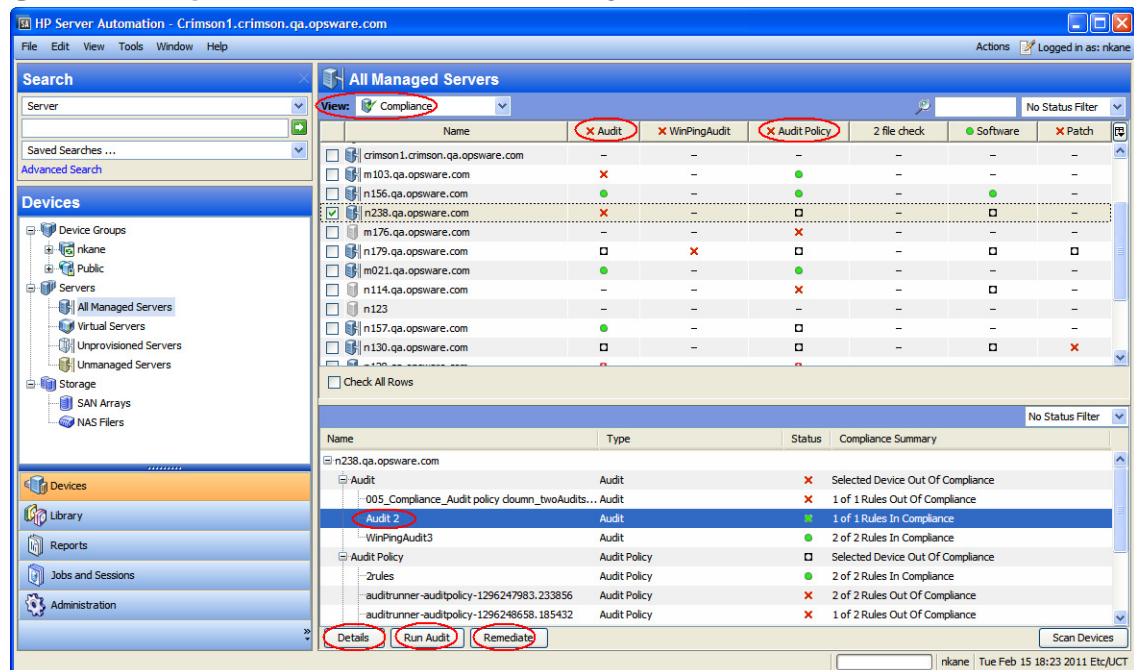 HP Server Automation - Crimson1.crimson.qa.opsware.com
File Edit View Tools Window Help
Actions Logged in as: nkane
Search
Server
Saved Searches ...
Advanced Search
Devices
Device Groups
nkane
Public
Servers
All Managed Servers
Virtual Servers
Unprovisioned Servers
Unmanaged Servers
Storage
SAN Arrays
NAS Filers
Devices
Library
Reports
Jobs and Sessions
Administration
All Managed Servers
View: Compliance No Status Filter
Name Audit WinPingAudit Audit Policy 2 file check Software Patch
crimson1.crimson.qa.opsware.com – – – – – –
m103.qa.opsware.com – – – –
n156.qa.opsware.com – – –
n238.qa.opsware.com – – –
m176.qa.opsware.com – – – – –
n179.qa.opsware.com –
m021.qa.opsware.com – – – –
n114.qa.opsware.com – – – –
n123 – – – – – –
n157.qa.opsware.com – – – –
n130.qa.opsware.com – –
Check All Rows
No Status Filter
Name Type Status Compliance Summary
n238.qa.opsware.com
Audit Audit Selected Device Out Of Compliance
005_Compliance_Audit policy cloumn_twoAudits... Audit 1 of 1 Rules Out Of Compliance
Audit 2 Audit 1 of 1 Rules In Compliance
WinPingAudit3 Audit 2 of 2 Rules In Compliance
Audit Policy Audit Policy Selected Device Out Of Compliance
2rules Audit Policy 2 of 2 Rules In Compliance
auditrunner-auditpolicy-1296247983.233856 Audit Policy 2 of 2 Rules Out Of Compliance
auditrunner-auditpolicy-1296248658.185432 Audit Policy 1 of 2 Rules Out Of Compliance
Details Run Audit Remediate Scan Devices
nkane Tue Feb 15 18:23 2011 Etc/UCT